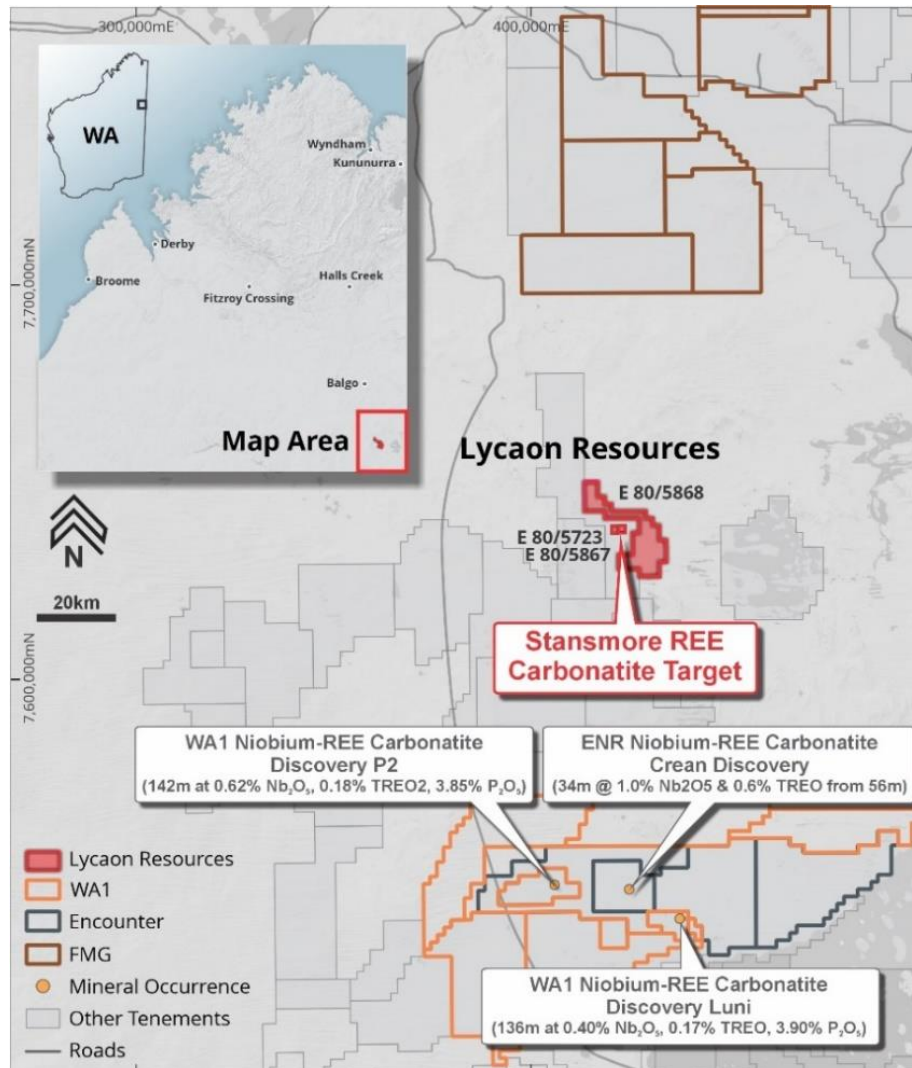 300,000mE
400,000mE
7,700,000mN
7,600,000mN
WA
Wyndham
Kununurra
Derby
Broome
Halls Creek
Fitzroy Crossing
Balgo
Map Area
Lycaon Resources
E 80/5868
E 80/5723
E 80/5867
N
20km
Stansmore REE
Carbonatite Target
WA1 Niobium-REE Carbonatite
Discovery P2
(142m at 0.62% Nb₂O₅, 0.18% TREO2, 3.85% P₂O₅)
ENR Niobium-REE Carbonatite
Crean Discovery
(34m @ 1.0% Nb2O5 & 0.6% TREO from 56m)
Lycaon Resources
WA1
Encounter
FMG
Mineral Occurrence
Other Tenements
Roads
WA1 Niobium-REE Carbonatite
Discovery Luni
(136m at 0.40% Nb₂O₅, 0.17% TREO, 3.90% P₂O₅)